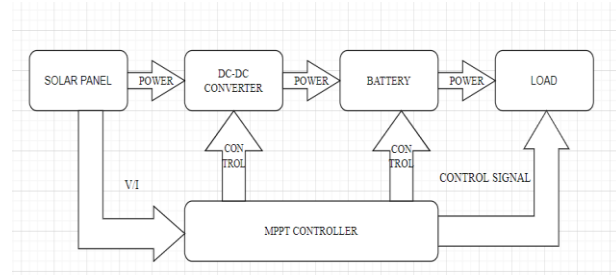 SOLAR PANEL
POWER
DC-DC
CONVERTER
POWER
BATTERY
POWER
LOAD
CON
TROL
CON
TROL
V/I
CONTROL SIGNAL
MPPT CONTROLLER